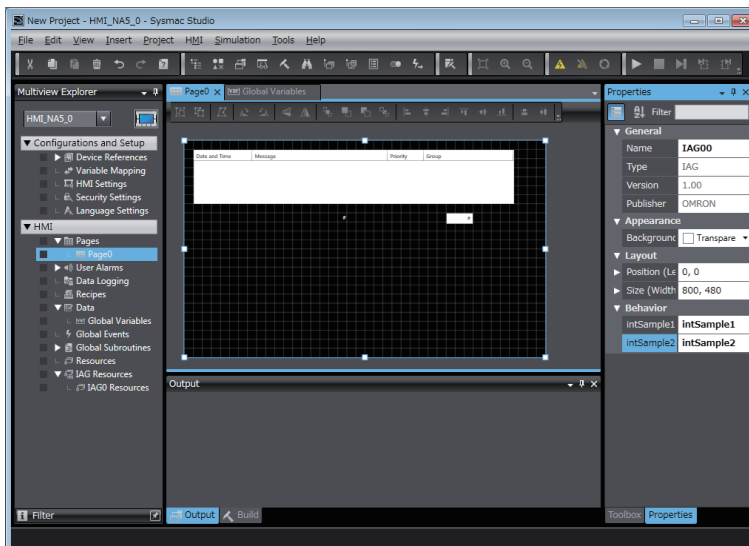 New Project - HMI_NA5_0 - Sysmac Studio
File Edit View Insert Project HMI Simulation Tools Help
Multiview Explorer
HMI_NA5_0
Configurations and Setup
Device References
Variable Mapping
HMI Settings
Security Settings
Language Settings
HMI
Pages
Page0
User Alarms
Data Logging
Recipes
Data
Global Variables
Global Events
Global Subroutines
Resources
IAG Resources
IAG0 Resources
Filter
Page0 x Global Variables
Date and Time Message Priority Group
#
#
Output
Output Build
Properties
Filter
General
Name IAG00
Type IAG
Version 1.00
Publisher OMRON
Appearance
Background Transpare
Layout
Position (Le 0, 0
Size (Width 800, 480
Behavior
intSample1 intSample1
intSample2 intSample2
Toolbox Properties